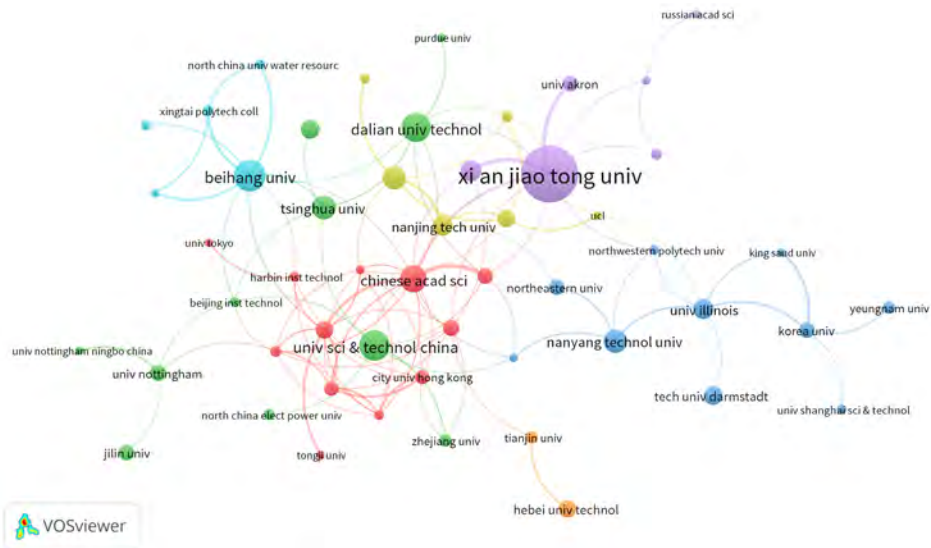 russian acad sci
purdue univ
north china univ water resourc
univ akron
xingtai polytech coll
dalian univ technol
beihang univ
xi an jiao tong univ
tsinghua univ
nanjing tech univ
ucl
univ tokyo
northwestern polytech univ
king saud univ
harbin inst technol
chinese acad sci
northeastern univ
beijing inst technol
univ illinois
yeungnam univ
korea univ
univ sci & technol china
nanyang technol univ
univ nottingham ningbo china
univ nottingham
city univ hong kong
tech univ darmstadt
univ shanghai sci & technol
north china elect power univ
zhejiang univ
tianjin univ
jilin univ
tongji univ
hebei univ technol
VOSviewer